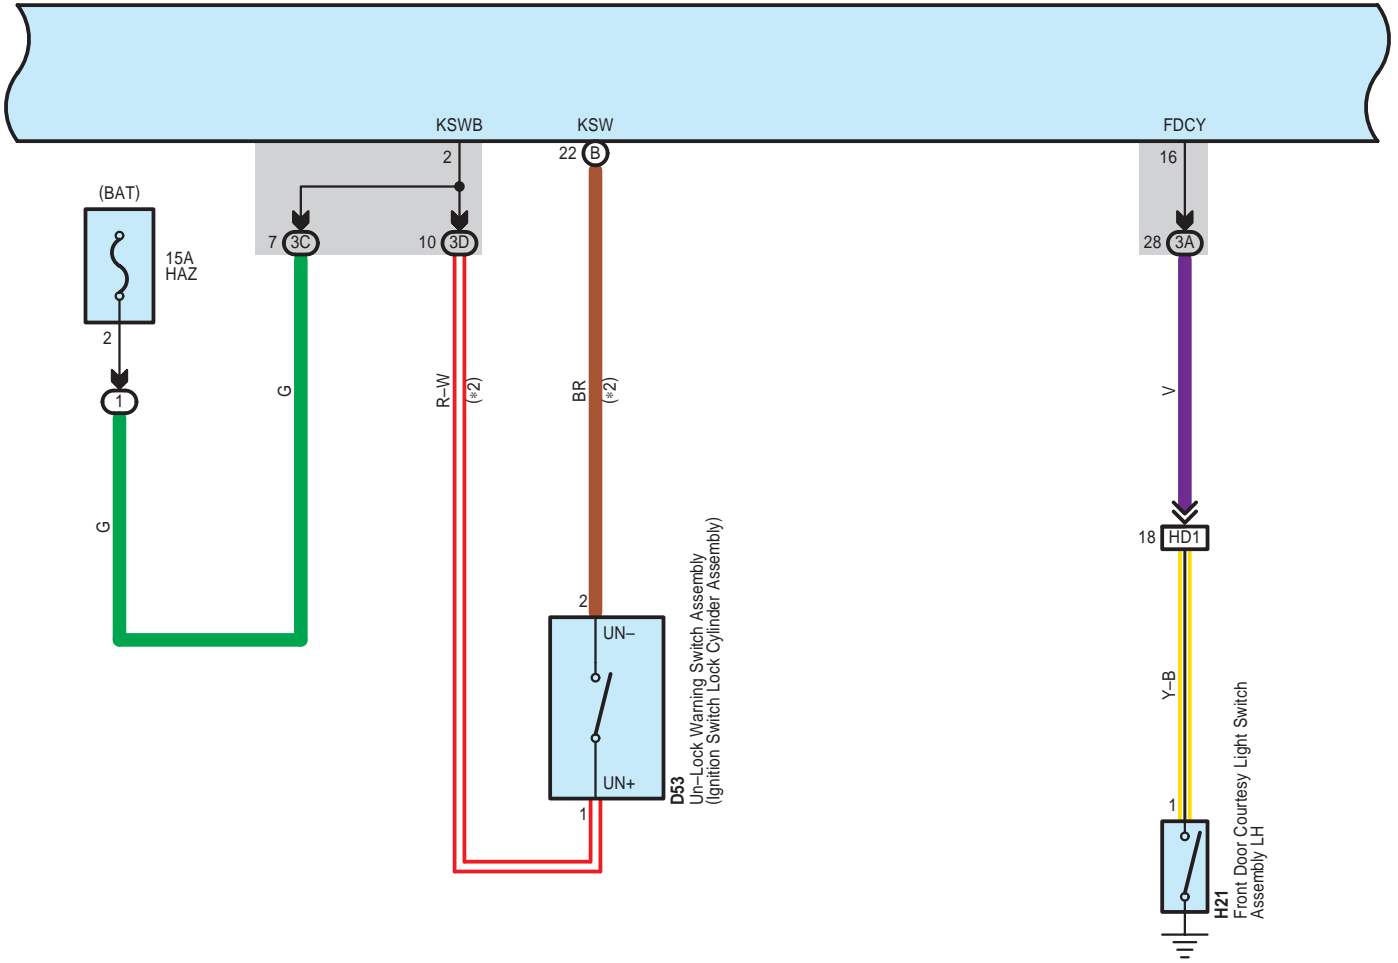 KSWB
KSW
FDCY
2
22
B
16
(BAT)
7
3C
10
3D
28
3A
15A
HAZ
2
1
G
R–W
(*2)
BR
(*2)
V
G
18
HD1
2
UN–
UN+
1
D53
Un–Lock Warning Switch Assembly
(Ignition Switch Lock Cylinder Assembly)
Y–B
1
H21
Front Door Courtesy Light Switch
Assembly LH